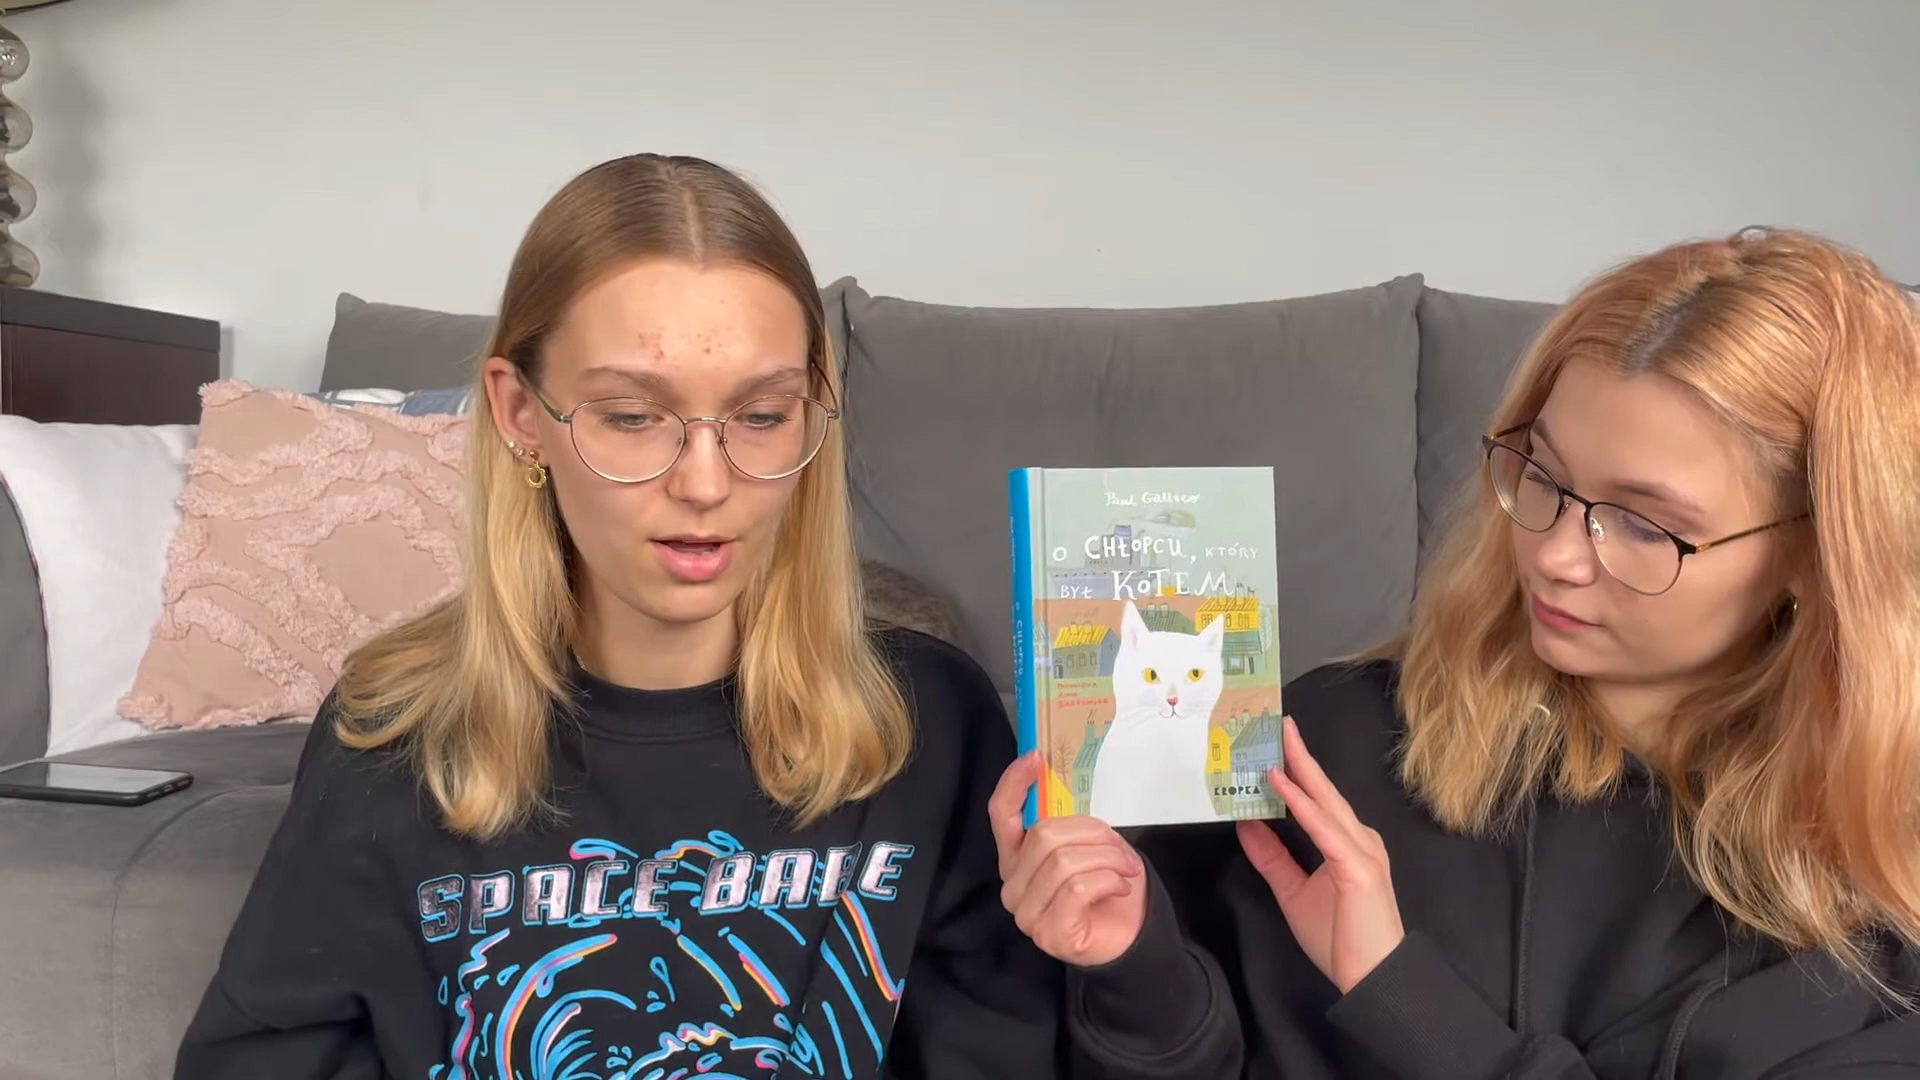 SPACE BABE
Paul Gallico
O CHŁOPCU, KTÓRY
BYŁ KOTEM
KROPKA